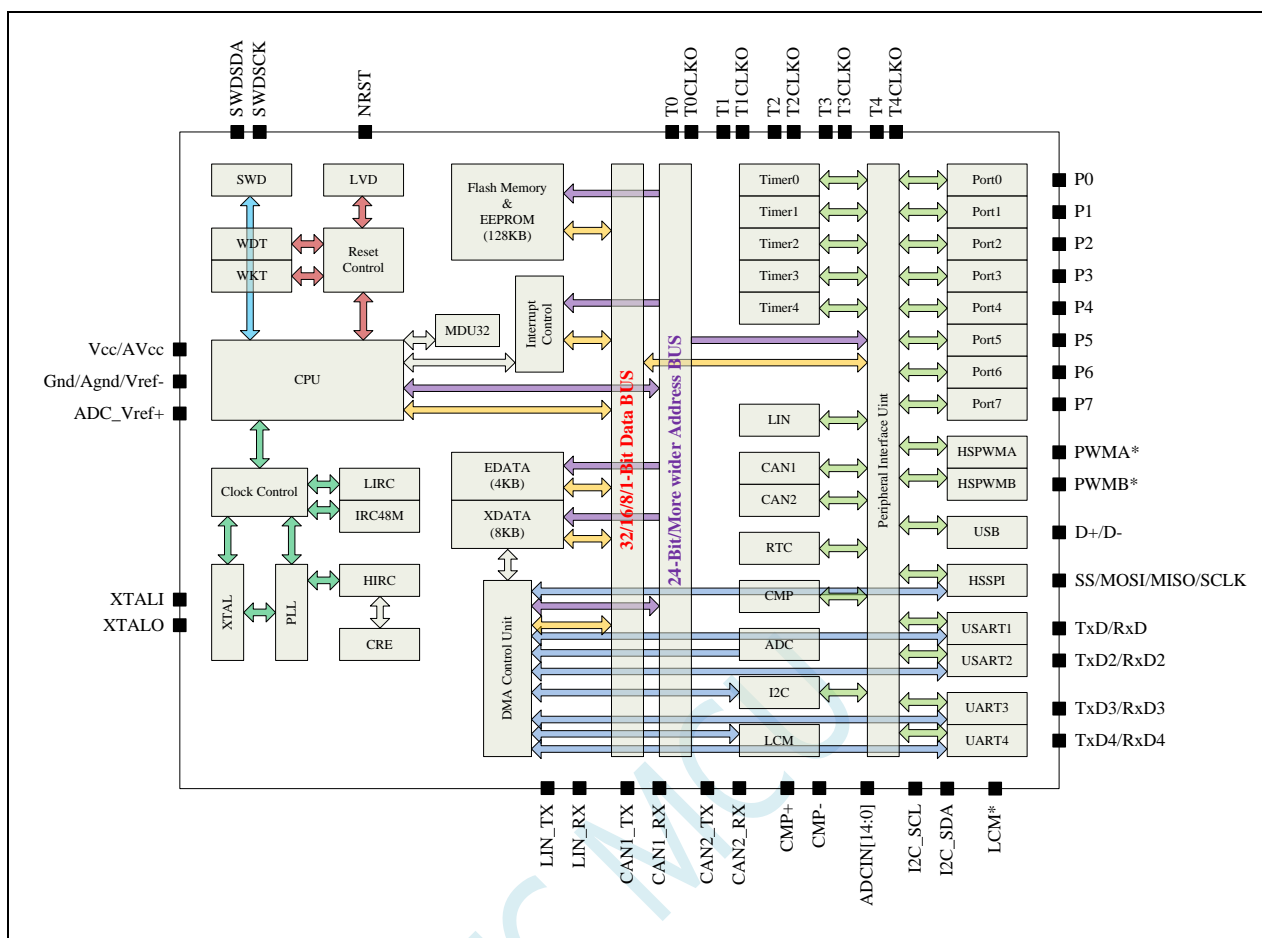 SWDSDA
SWDSCK
NRST
T0
T0CLKO
T1
T1CLKO
T2
T2CLKO
T3
T3CLKO
T4
T4CLKO
SWD
LVD
WDT
WKT
Reset
Control
Flash Memory
&
EEPROM
(128KB)
Interrupt
Control
MDU32
CPU
Vcc/AVcc
Gnd/Agnd/Vref-
ADC_Vref+
Clock Control
LIRC
IRC48M
XTAL
PLL
HIRC
CRE
XTALI
XTALO
EDATA
(4KB)
XDATA
(8KB)
DMA Control Unit
32/16/8/1-Bit Data BUS
24-Bit/More wider Address BUS
Timer0
Timer1
Timer2
Timer3
Timer4
LIN
CAN1
CAN2
RTC
CMP
ADC
I2C
LCM
Peripheral Interface Uint
Port0
Port1
Port2
Port3
Port4
Port5
Port6
Port7
HSPWMA
HSPWMB
USB
HSSPI
USART1
USART2
UART3
UART4
P0
P1
P2
P3
P4
P5
P6
P7
PWMA*
PWMB*
D+/D-
SS/MOSI/MISO/SCLK
TxD/RxD
TxD2/RxD2
TxD3/RxD3
TxD4/RxD4
LIN_TX
LIN_RX
CAN1_TX
CAN1_RX
CAN2_TX
CAN2_RX
CMP+
CMP-
ADCIN[14:0]
I2C_SCL
I2C_SDA
LCM*
MCU